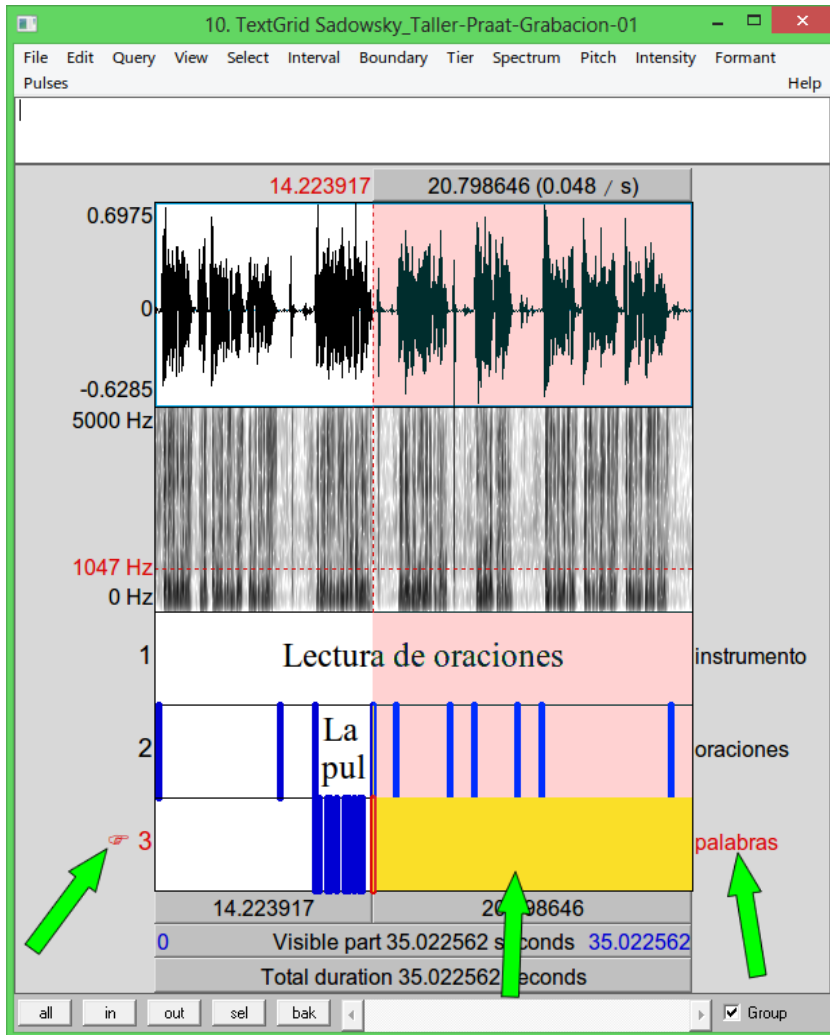 10. TextGrid Sadowsky_Taller-Praat-Grabacion-01
File Edit Query View Select Interval Boundary Tier Spectrum Pitch Intensity Formant
Pulses Help
14.223917 20.798646 (0.048 / s)
0.6975
0
-0.6285
5000 Hz
1047 Hz
0 Hz
1 Lectura de oraciones instrumento
2 La pul oraciones
3 palabras
14.223917
0 Visible part 35.022562 seconds 35.022562
Total duration 35.022562 seconds
all in out sel bak Group